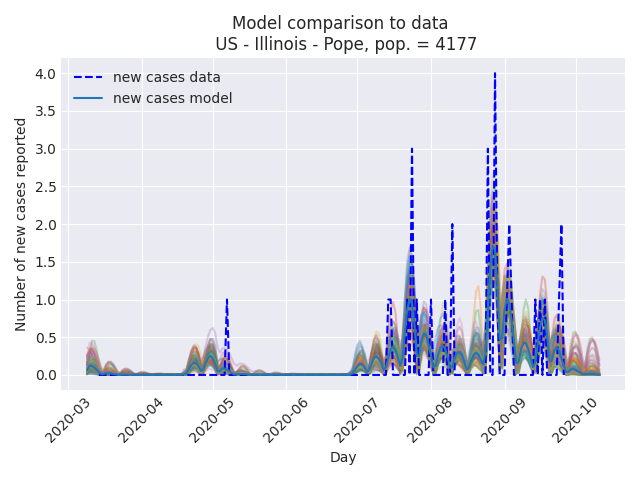 Model comparison to data
US - Illinois - Pope, pop. = 4177
new cases data
new cases model
Number of new cases reported
4.0
3.5
3.0
2.5
2.0
1.5
1.0
0.5
0.0
2020-03
2020-04
2020-05
2020-06
2020-07
2020-08
2020-09
2020-10
Day